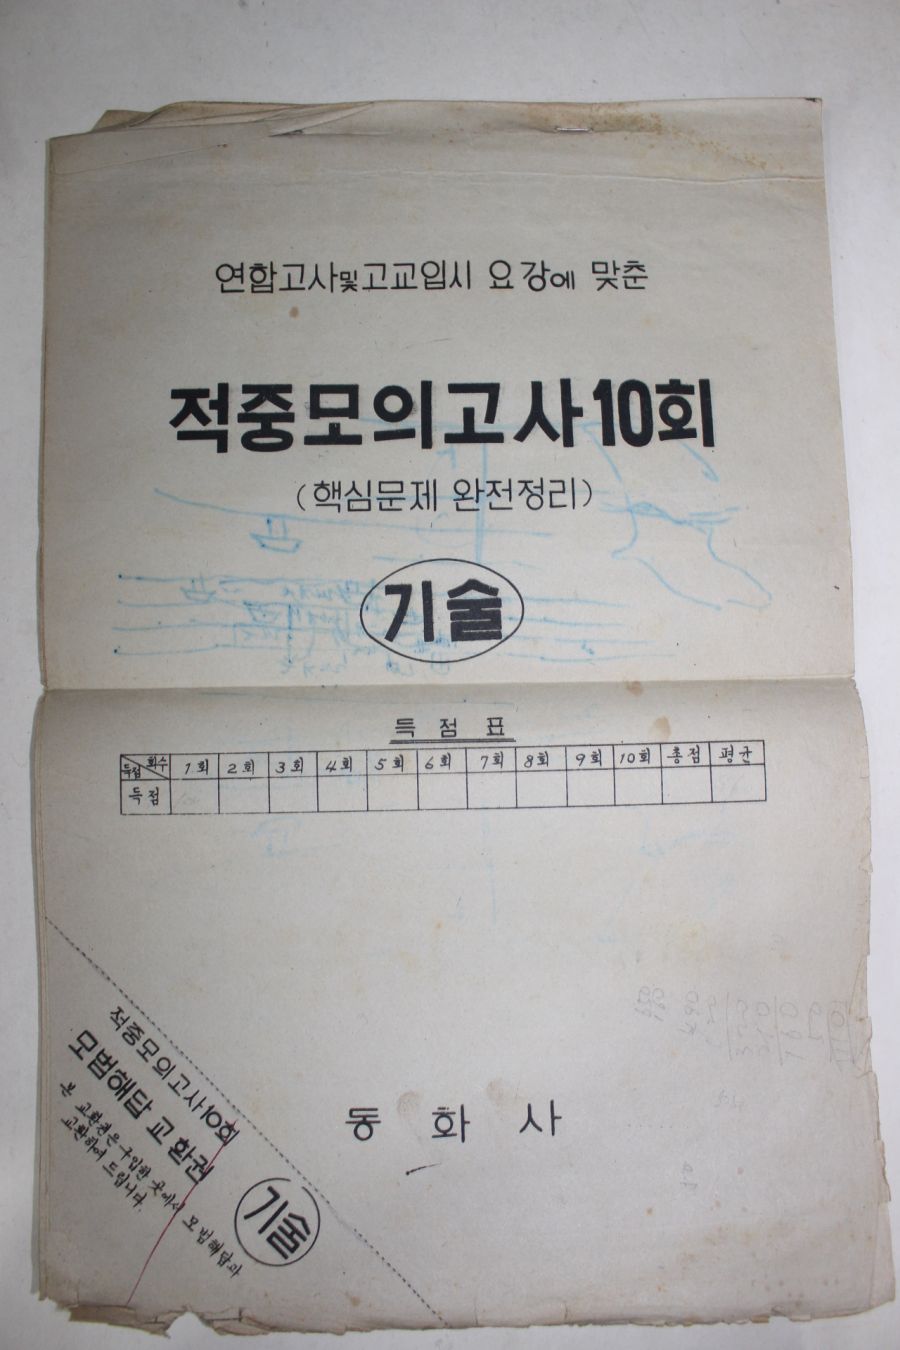 연합고사및고교입시 요강에 맞춘
적중모의고사10회
(핵심문제 완전정리)
기술
득점표
득점 회수 1회 2회 3회 4회 5회 6회 7회 8회 9회 10회 총점 평균
득점
적중모의고사10회
모범해답 교환권
본 교환권은 구입한 곳에서 모범해답과
교환하여 드립니다.
기술
동화사